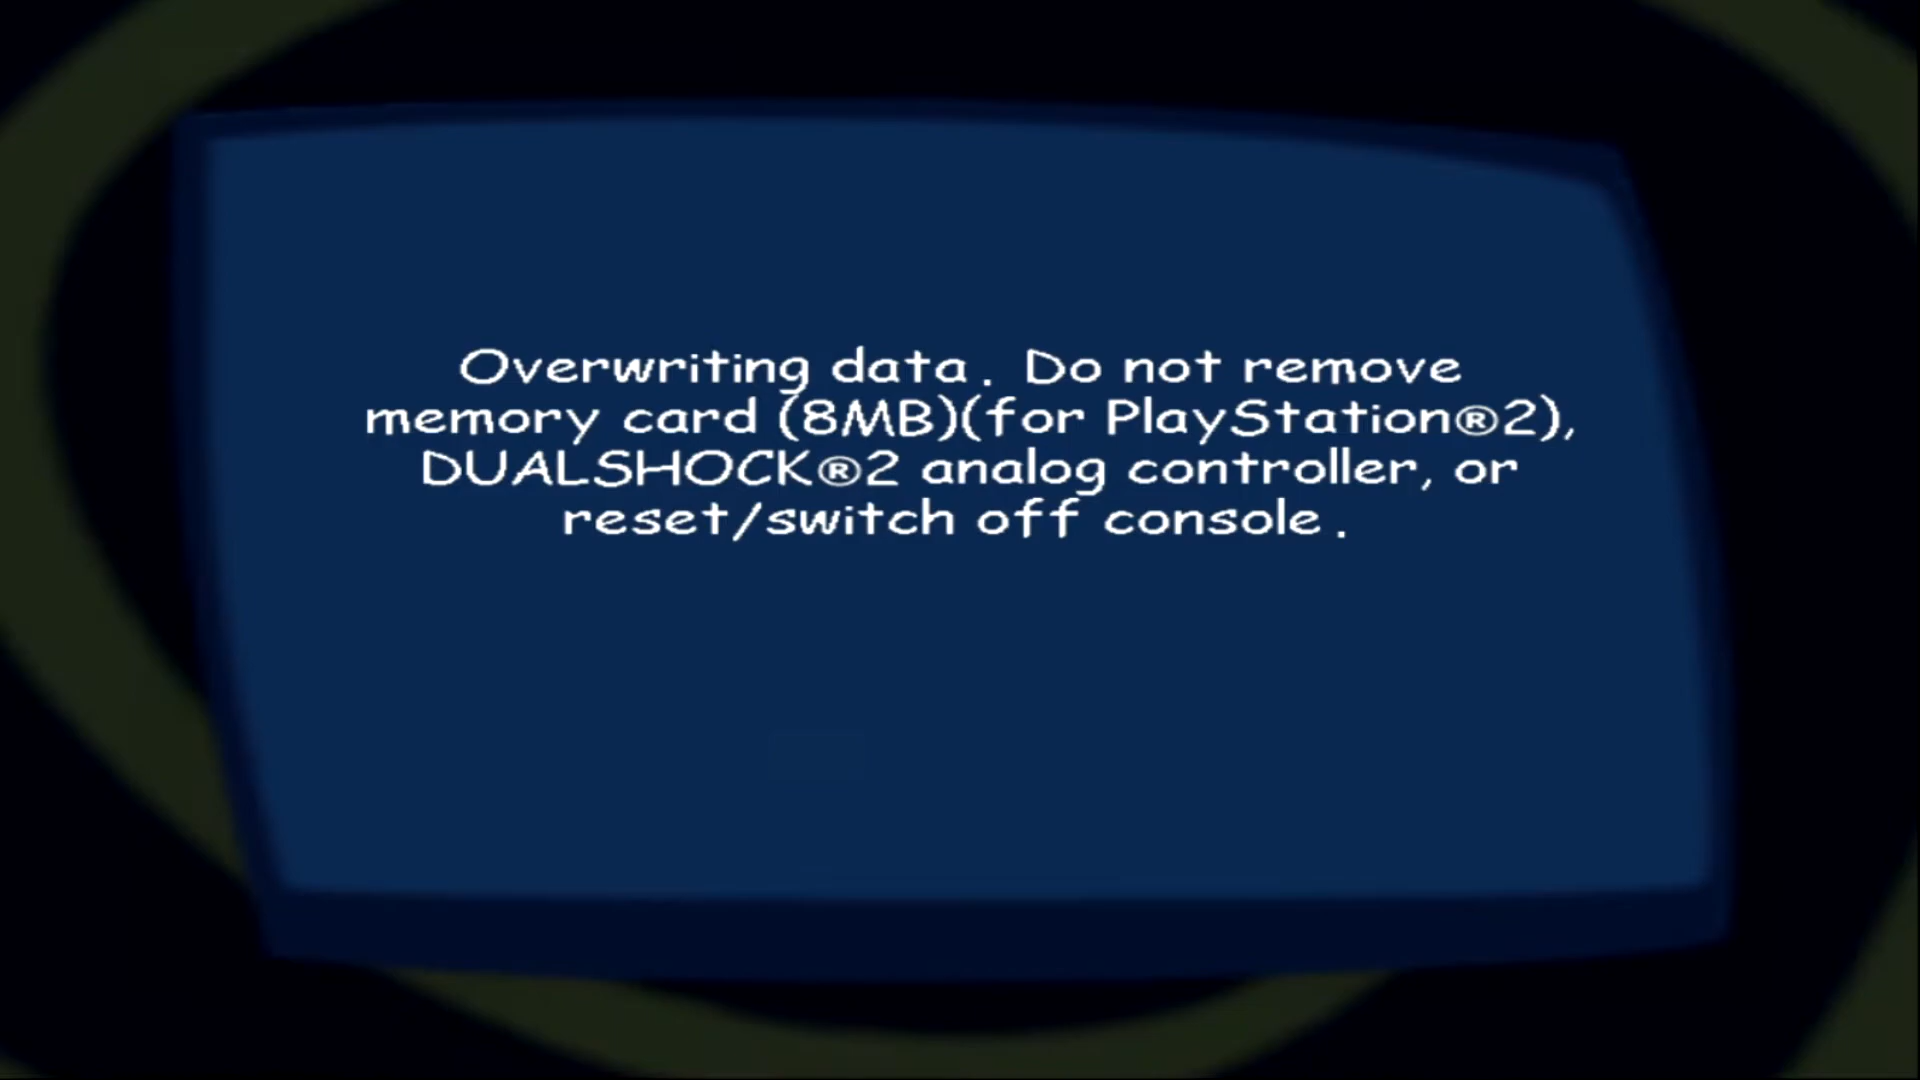 Overwriting data. Do not remove
memory card (8MB)(for PlayStation®2),
DUALSHOCK®2 analog controller, or
reset/switch off console.